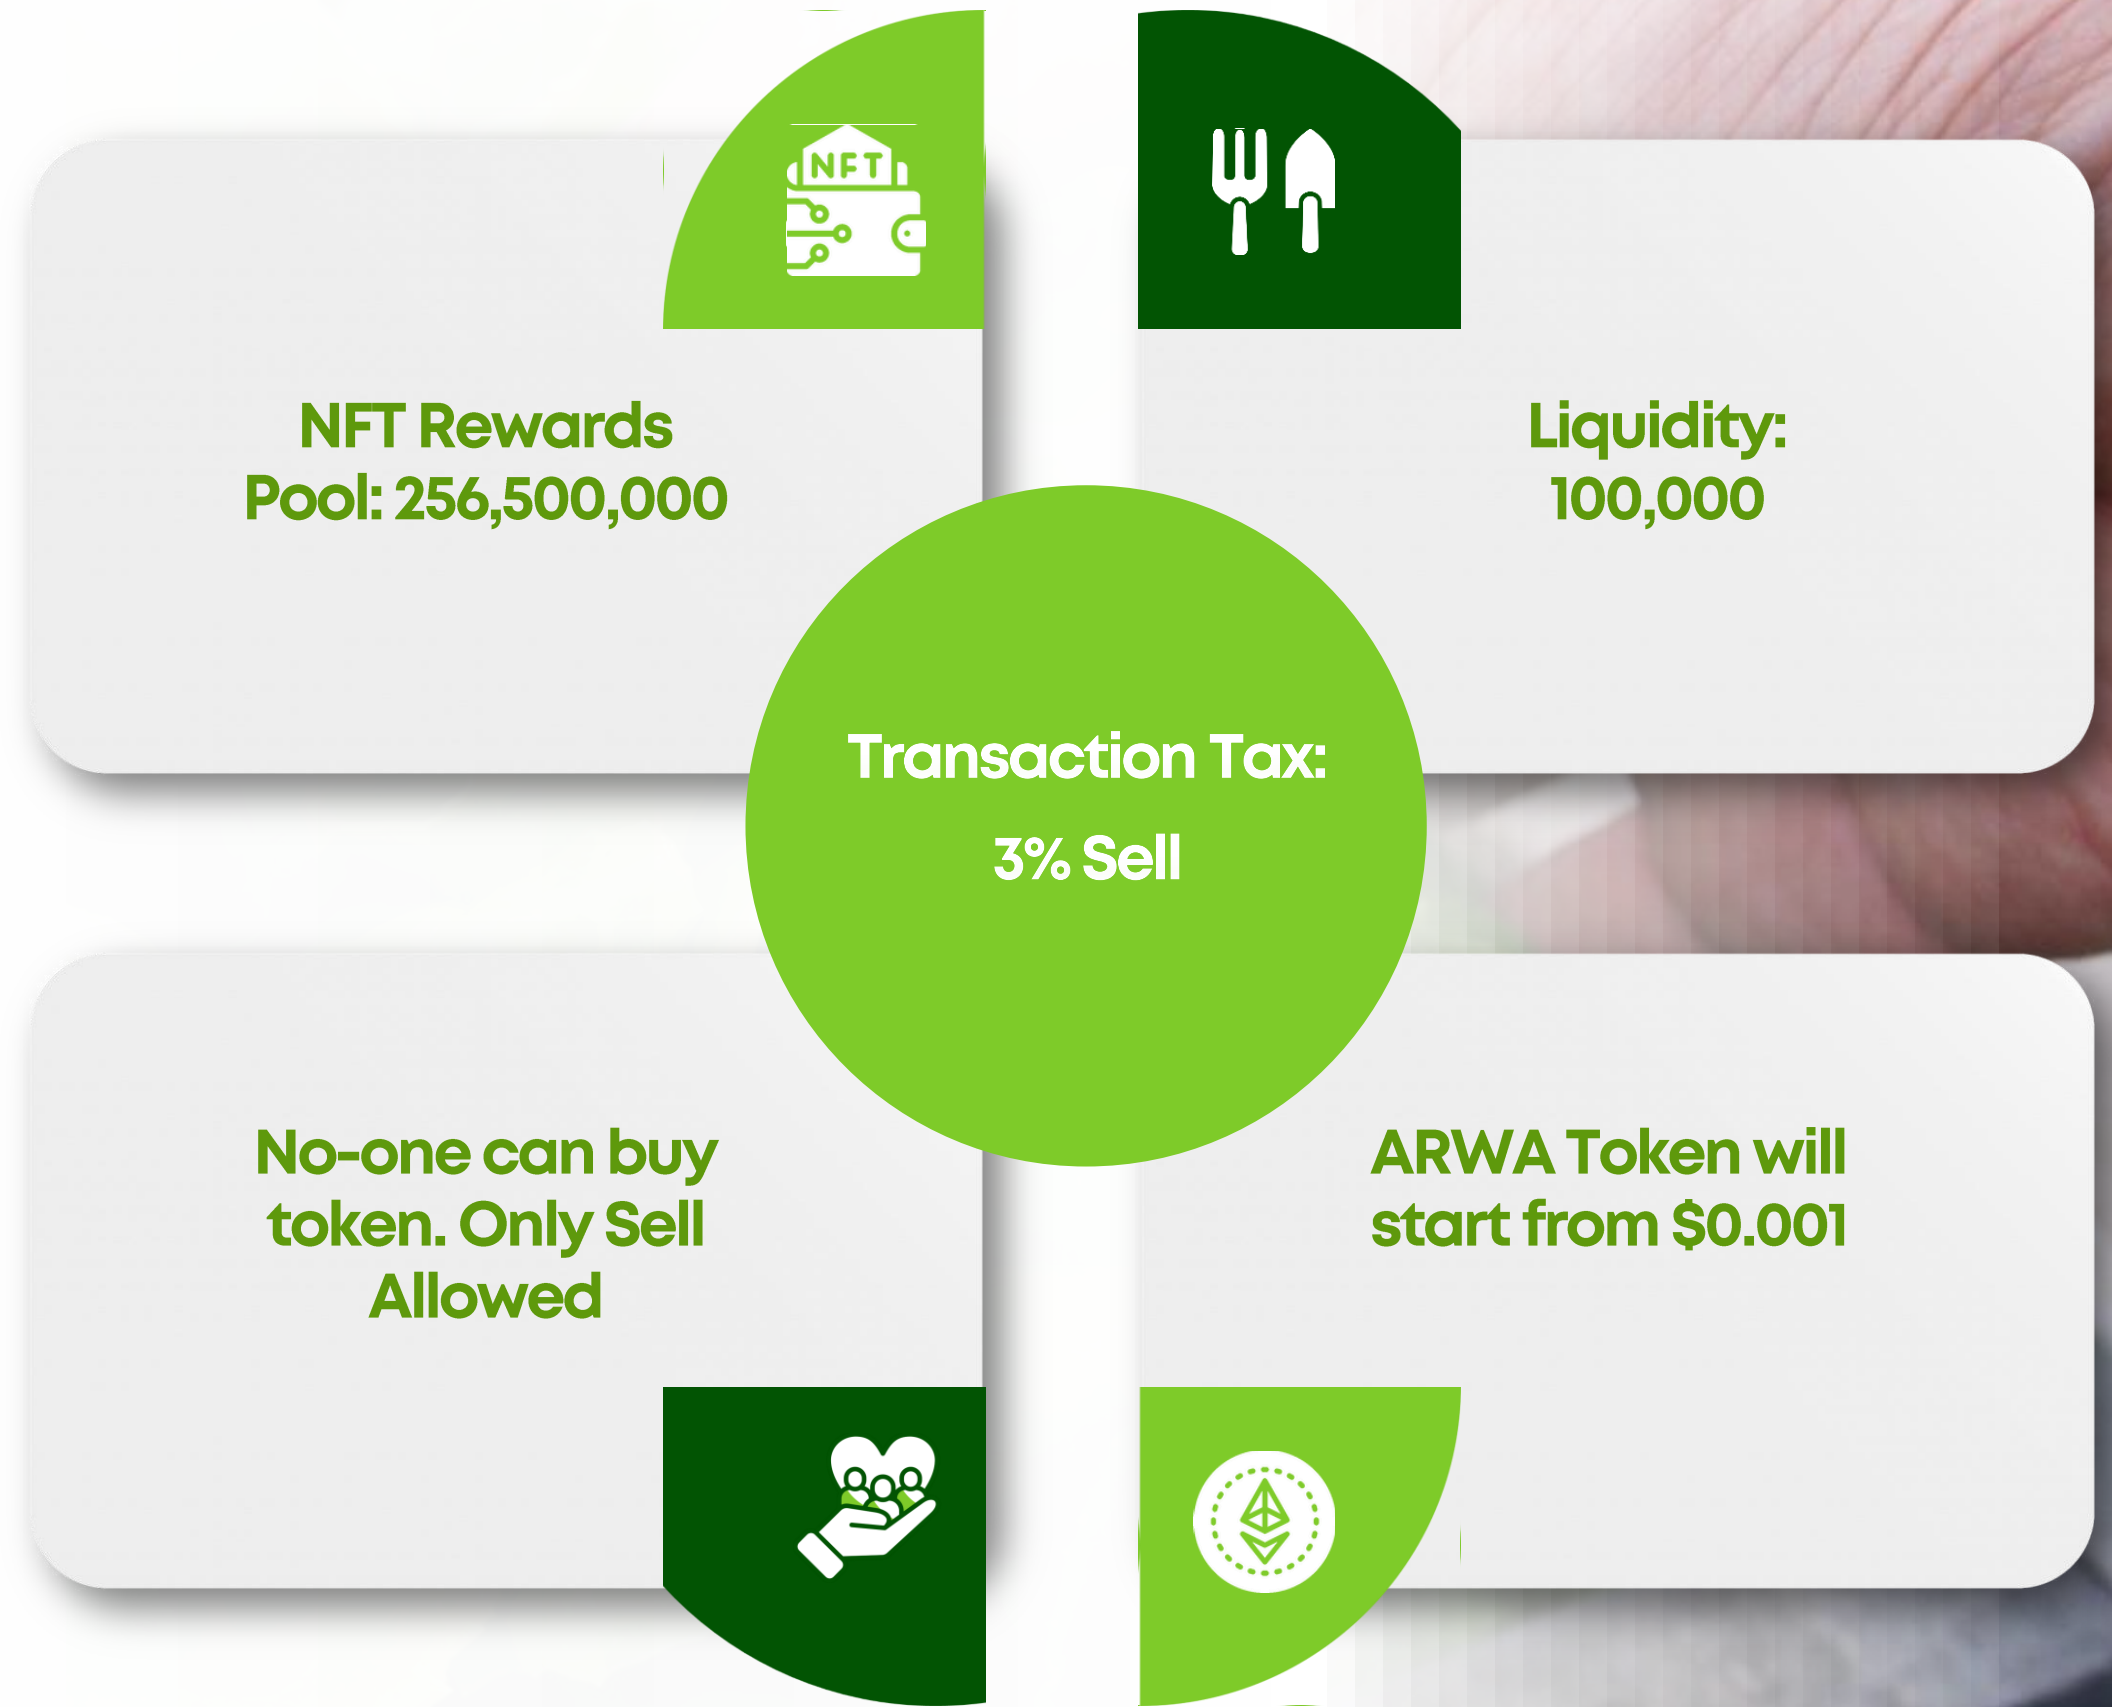 NFT
NFT Rewards
Pool: 256,500,000
Liquidity:
100,000
Transaction Tax:
3% Sell
No-one can buy
token. Only Sell
Allowed
ARWA Token will
start from $0.001